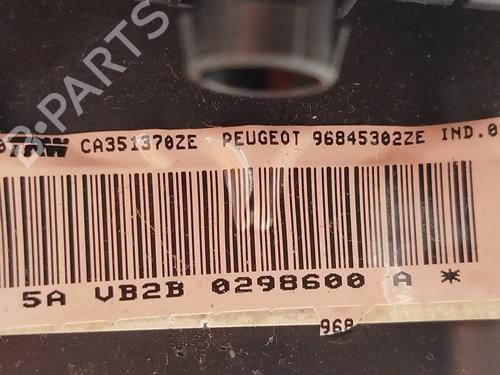 B-PARTS
TRW CA351370ZE PEUGEOT 96845302ZE IND.0
5A VB2B 0298600 A *
968